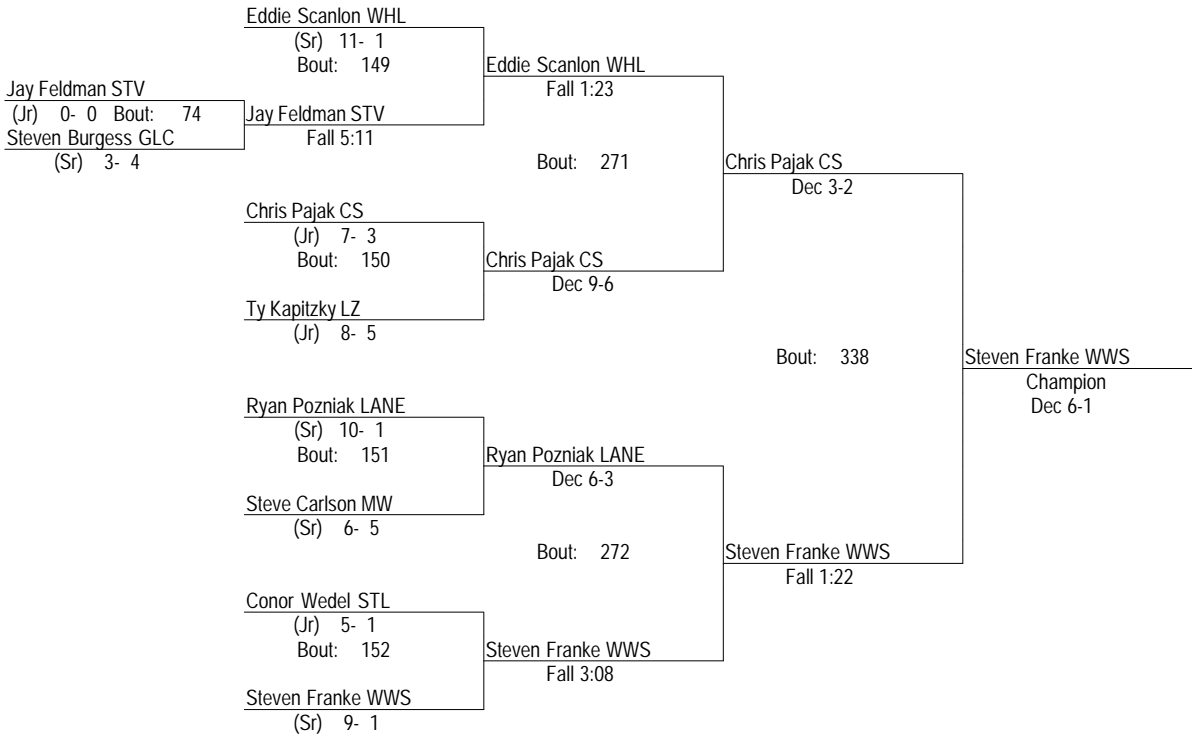 Eddie Scanlon WHL
(Sr) 11- 1
Bout: 149
Eddie Scanlon WHL
Fall 1:23
Jay Feldman STV
(Jr) 0- 0 Bout: 74
Jay Feldman STV
Fall 5:11
Steven Burgess GLC
(Sr) 3- 4
Bout: 271
Chris Pajak CS
Dec 3-2
Chris Pajak CS
(Jr) 7- 3
Bout: 150
Chris Pajak CS
Dec 9-6
Ty Kapitzky LZ
(Jr) 8- 5
Bout: 338
Steven Franke WWS
Champion
Dec 6-1
Ryan Pozniak LANE
(Sr) 10- 1
Bout: 151
Ryan Pozniak LANE
Dec 6-3
Steve Carlson MW
(Sr) 6- 5
Bout: 272
Steven Franke WWS
Fall 1:22
Conor Wedel STL
(Jr) 5- 1
Bout: 152
Steven Franke WWS
Fall 3:08
Steven Franke WWS
(Sr) 9- 1